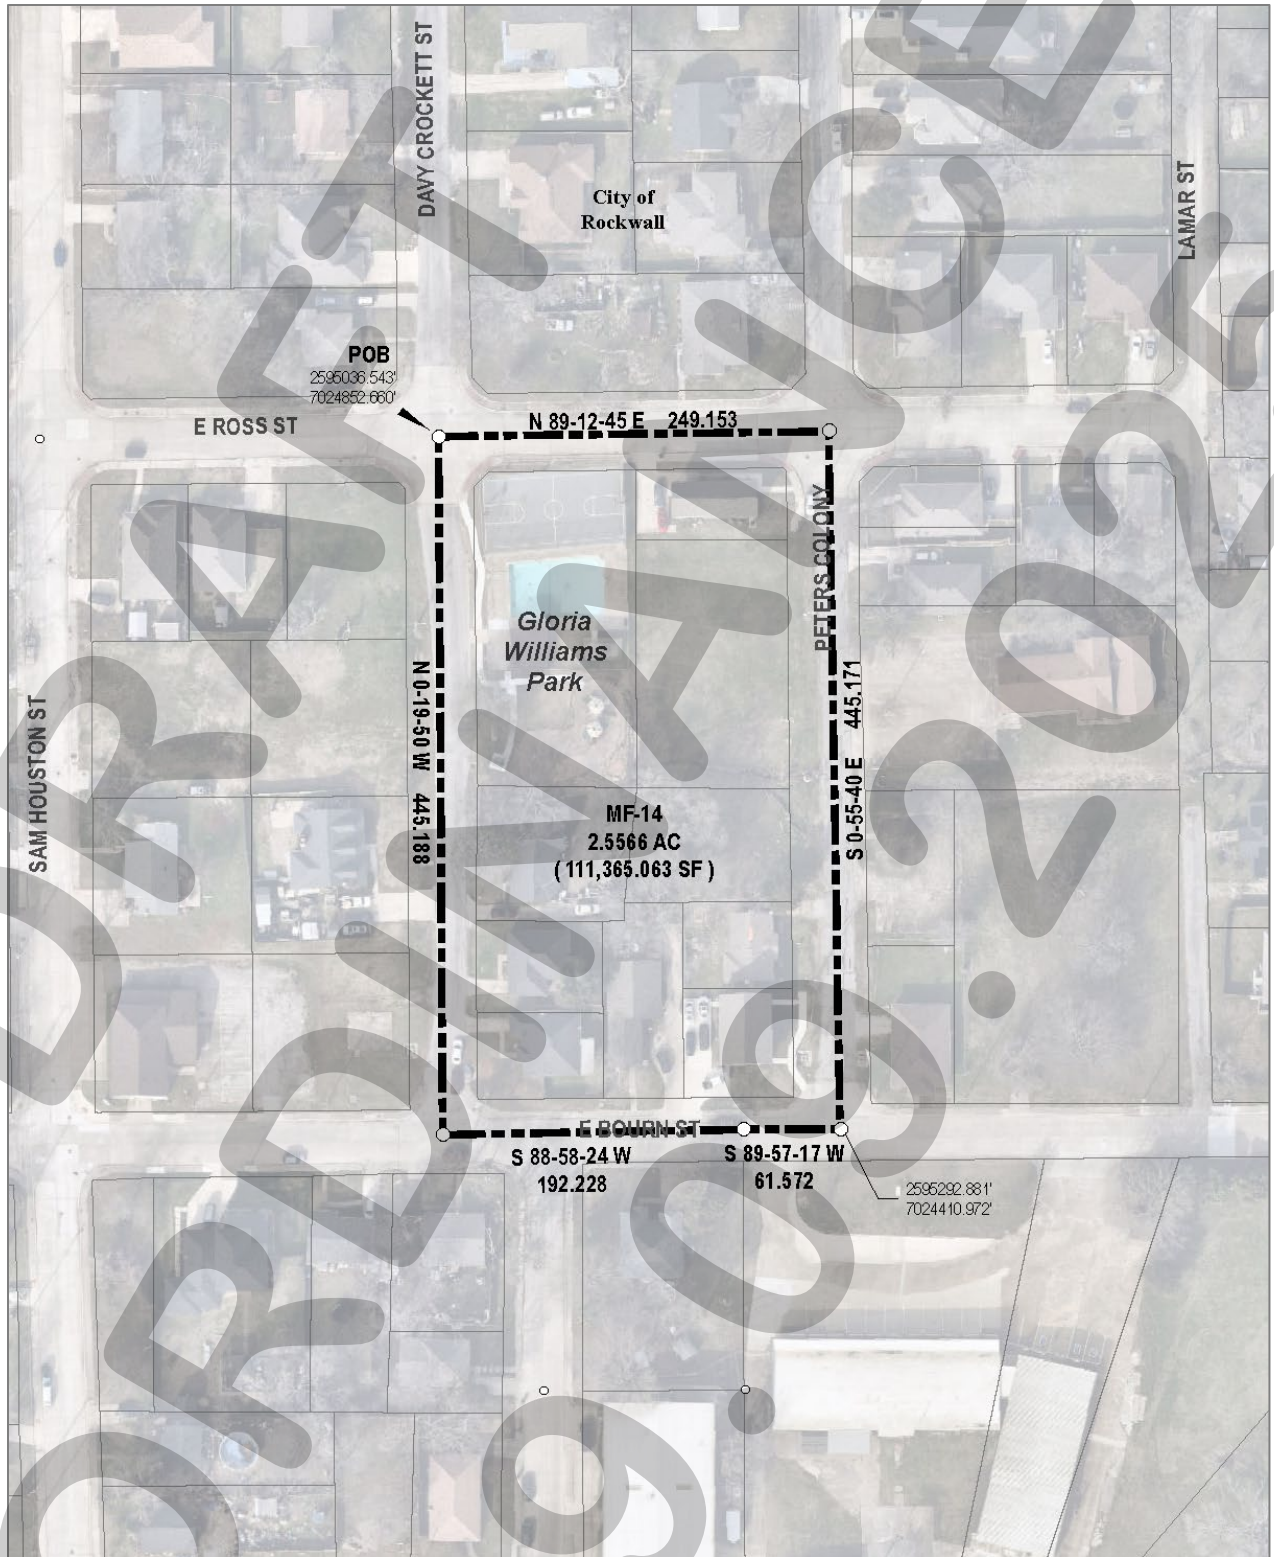 DAVY CROCKETT ST
City of
Rockwall
LAMAR ST
POB
2595036.543'
7024852.660'
E ROSS ST
N 89-12-45 E 249.153
PETERS COLONY
Gloria
Williams
Park
N 0-19-50 W 445.188
S 0-55-40 E 445.171
SAM HOUSTON ST
MF-14
2.5566 AC
( 111,365.063 SF )
E BOURN ST
S 88-58-24 W
192.228
S 89-57-17 W
61.572
2595292.881'
7024410.972'
DRAFT
ORDINANCE
09.09.2025